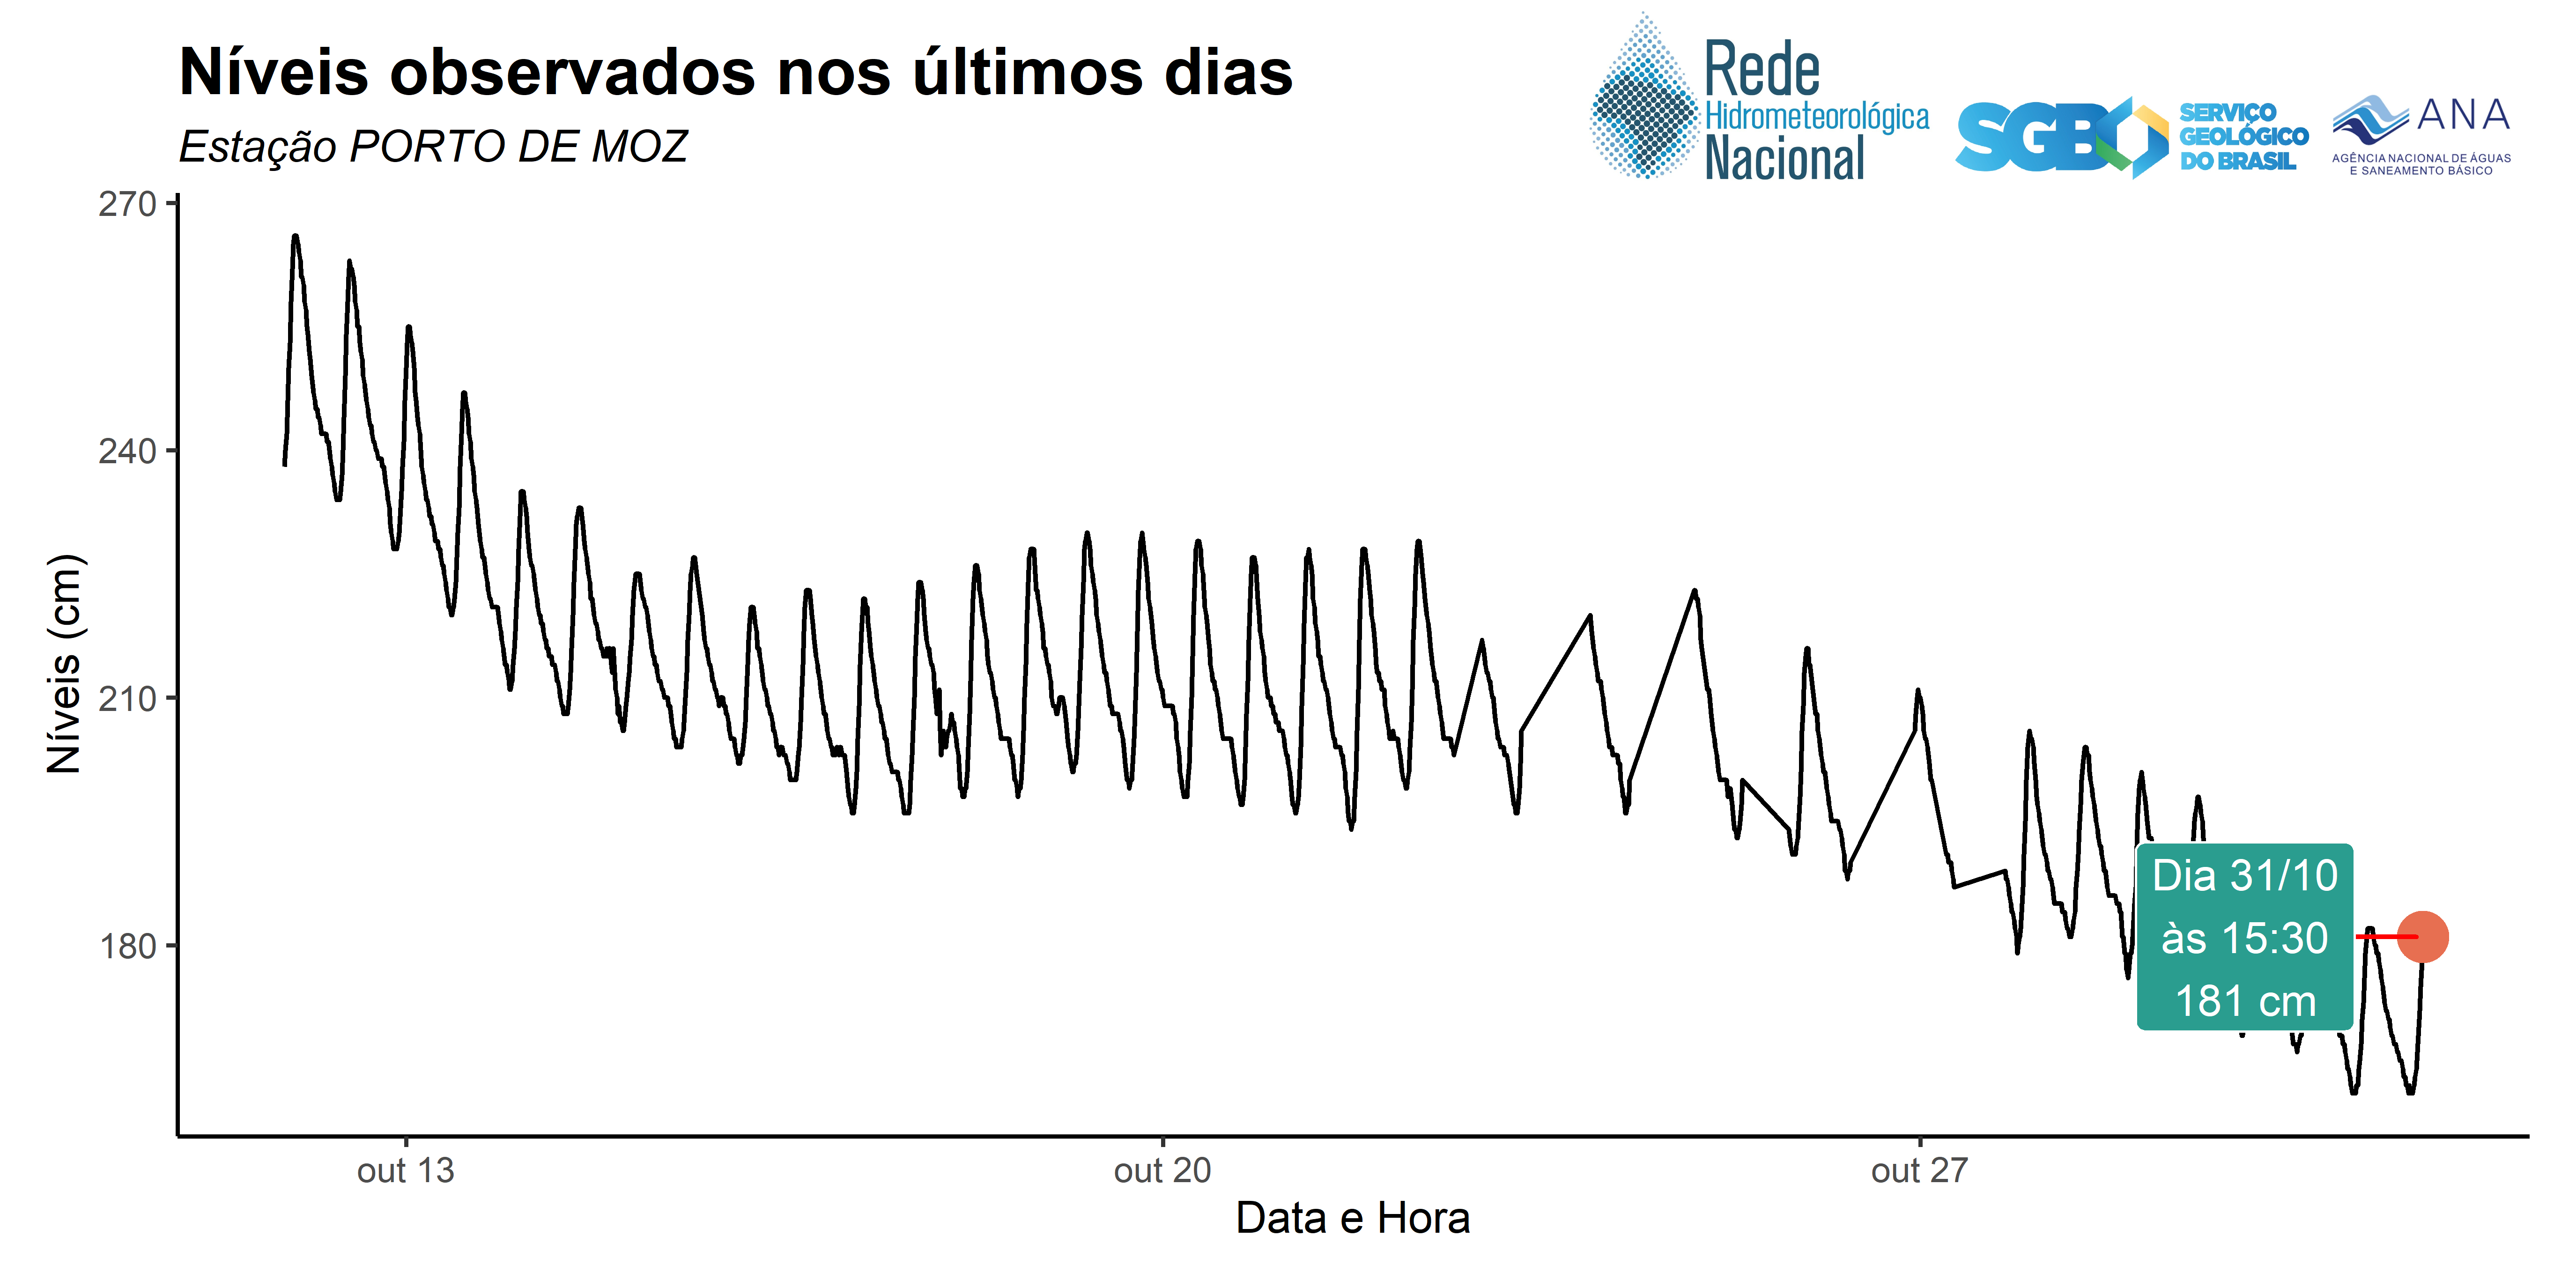 Níveis observados nos últimos dias
Estação PORTO DE MOZ
Rede
Hidrometeorológica
Nacional
SGB
SERVIÇO
GEOLÓGICO
DO BRASIL
ANA
AGÊNCIA NACIONAL DE ÁGUAS
E SANEAMENTO BÁSICO
270
240
210
180
Níveis (cm)
Dia 31/10
às 15:30
181 cm
out 13
out 20
out 27
Data e Hora